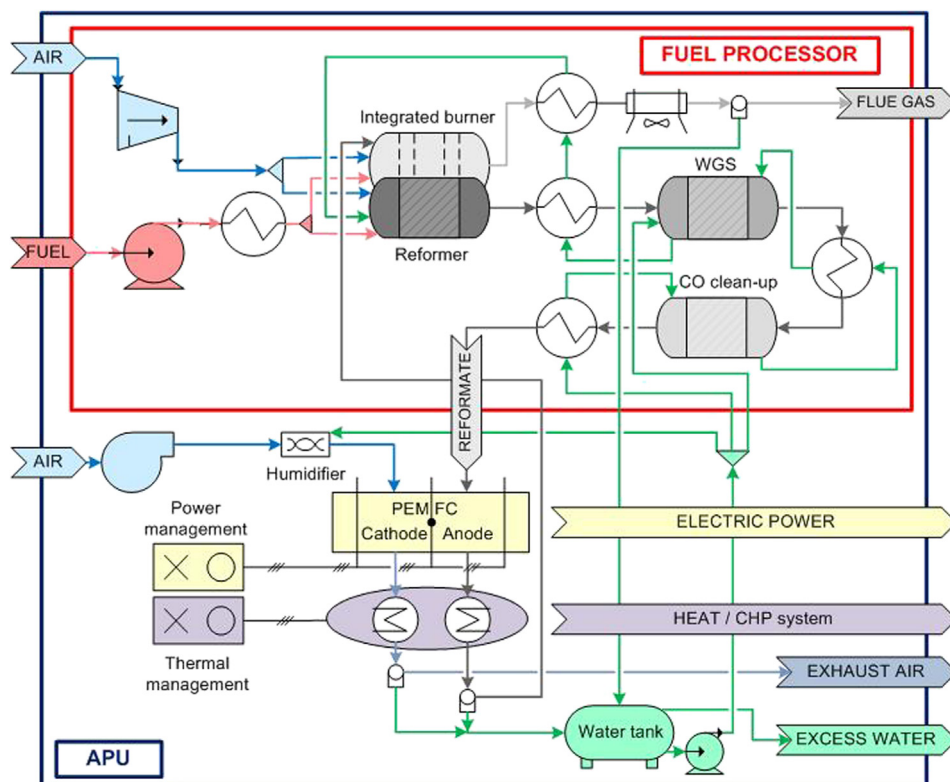 AIR
FUEL PROCESSOR
FLUE GAS
Integrated burner
WGS
FUEL
Reformer
CO clean-up
REFORMATE
AIR
Humidifier
Power
management
PEM FC
Cathode
Anode
ELECTRIC POWER
HEAT / CHP system
Thermal
management
EXHAUST AIR
Water tank
EXCESS WATER
APU